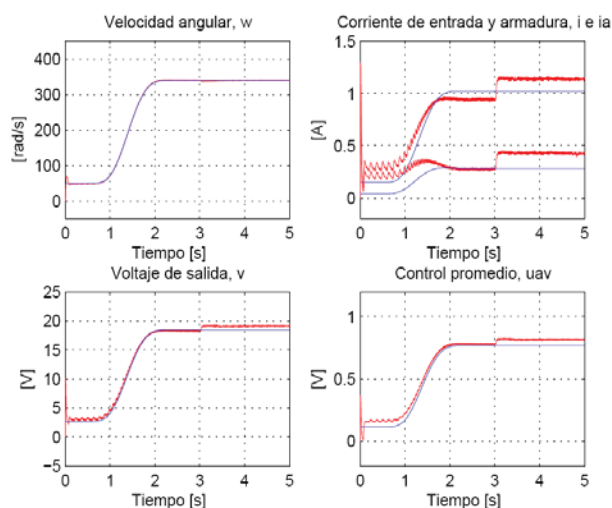 Velocidad angular, w
[rad/s]
400
300
200
100
0
0 1 2 3 4 5
Tiempo [s]
Corriente de entrada y armadura, i e ia
[A]
1.5
1
0.5
0
0 1 2 3 4 5
Tiempo [s]
Voltaje de salida, v
[V]
25
20
15
10
5
0
−5
0 1 2 3 4 5
Tiempo [s]
Control promedio, uav
[V]
1
0.5
0
0 1 2 3 4 5
Tiempo [s]